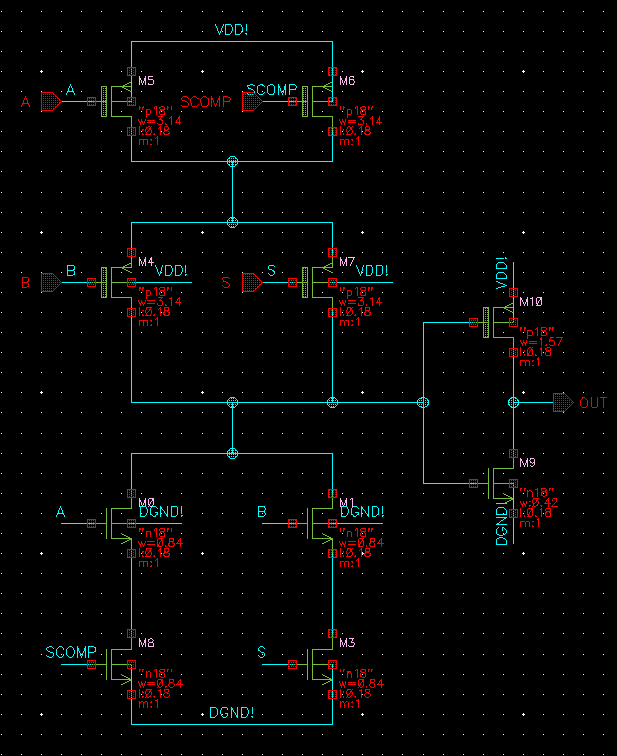 VDD!
M5
M6
A
A
SCOMP
SCOMP
"p18"
w=3.14
l:0.18
m:1
"p18"
w=3.14
l:0.18
m:1
M4
M7
B
B
VDD!
S
S
VDD!
"p18"
w=3.14
l:0.18
m:1
"p18"
w=3.14
l:0.18
m:1
VDD!
M10
"p18"
w=1.57
l:0.18
m:1
OUT
M9
"n18"
w:0.42
l:0.18
m:1
DGND!
M0
M1
A
DGND!
B
DGND!
"n18"
w=0.84
l:0.18
m:1
"n18"
w=0.84
l:0.18
m:1
M8
M3
SCOMP
S
"n18"
w=0.84
l:0.18
m:1
"n18"
w=0.84
l:0.18
m:1
DGND!